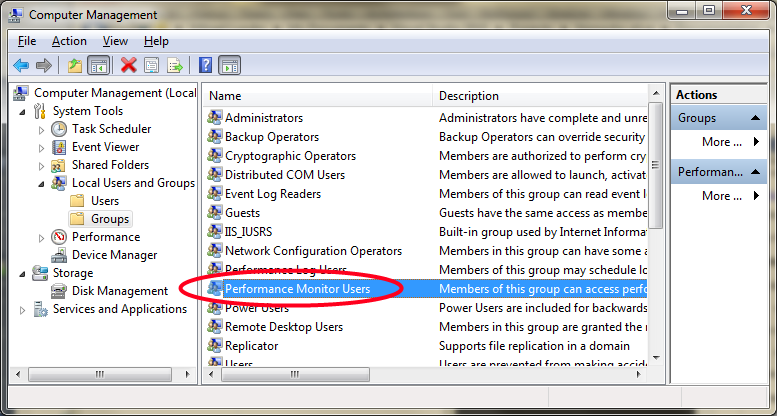 Computer Management
File Action View Help
Computer Management (Local
System Tools
Task Scheduler
Event Viewer
Shared Folders
Local Users and Groups
Users
Groups
Performance
Device Manager
Storage
Disk Management
Services and Applications
Name Description
Administrators Administrators have complete and unre
Backup Operators Backup Operators can override security
Cryptographic Operators Members are authorized to perform cry
Distributed COM Users Members are allowed to launch, activat
Event Log Readers Members of this group can read event l
Guests Guests have the same access as membe
IIS_IUSRS Built-in group used by Internet Informa
Network Configuration Operators Members in this group can have some a
Performance Log Users Members of this group may schedule lo
Performance Monitor Users Members of this group can access perfo
Power Users Power Users are included for backwards
Remote Desktop Users Members in this group are granted the r
Replicator Supports file replication in a domain
Users Users are prevented from making accide
Actions
Groups
More ...
Performan...
More ...